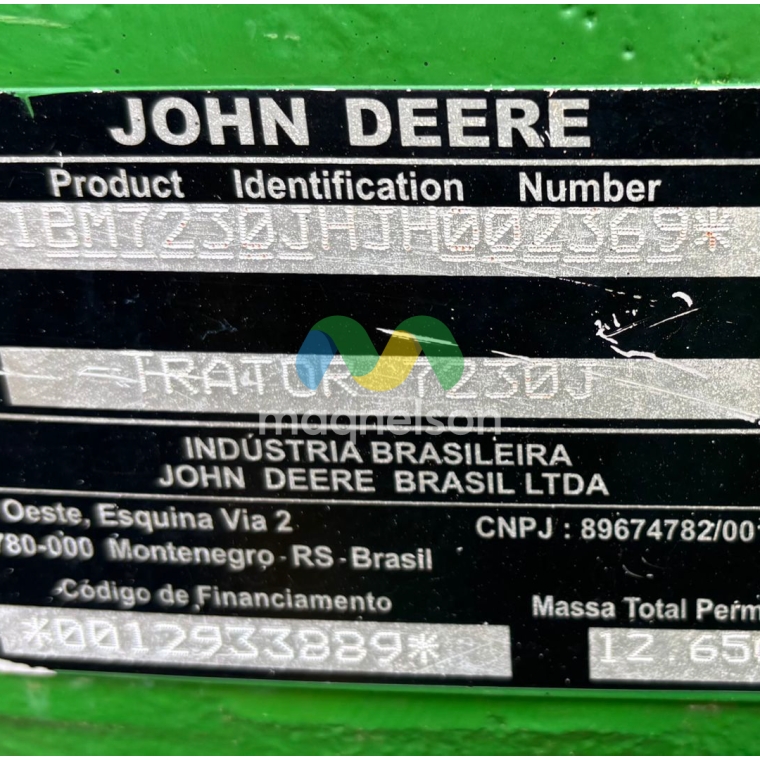 JOHN DEERE
Product Identification Number
1BM7230JHJH002369*
TRATOR 7230J
maqnelson
INDÚSTRIA BRASILEIRA
JOHN DEERE BRASIL LTDA
Oeste, Esquina Via 2
CNPJ : 89674782/00
780-000 Montenegro - RS - Brasil
Código de Financiamento
Massa Total Perm
*0012933889*
12.65